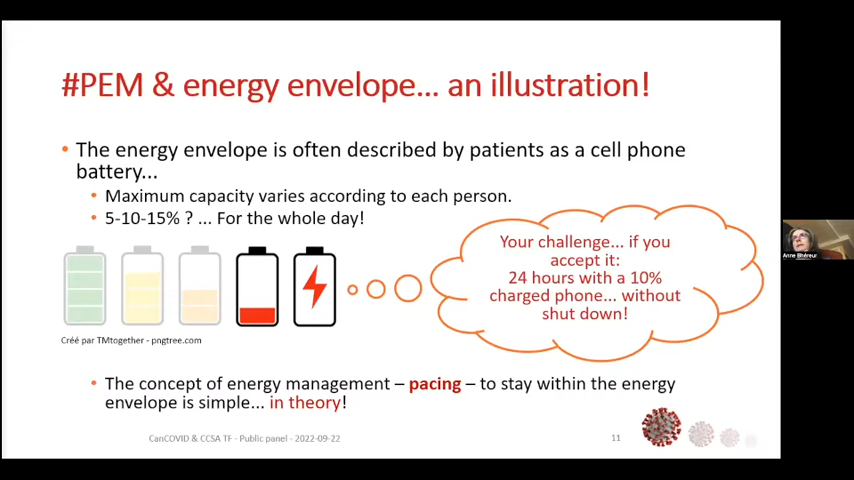 #PEM & energy envelope... an illustration!
• The energy envelope is often described by patients as a cell phone
battery...
• Maximum capacity varies according to each person.
• 5-10-15% ? ... For the whole day!
Your challenge... if you
accept it:
24 hours with a 10%
charged phone... without
shut down!
Créé par TMtogether - pngtree.com
• The concept of energy management – pacing – to stay within the energy
envelope is simple... in theory!
CanCOVID & CCSA TF - Public panel - 2022-09-22
11
Anne Bhéreur